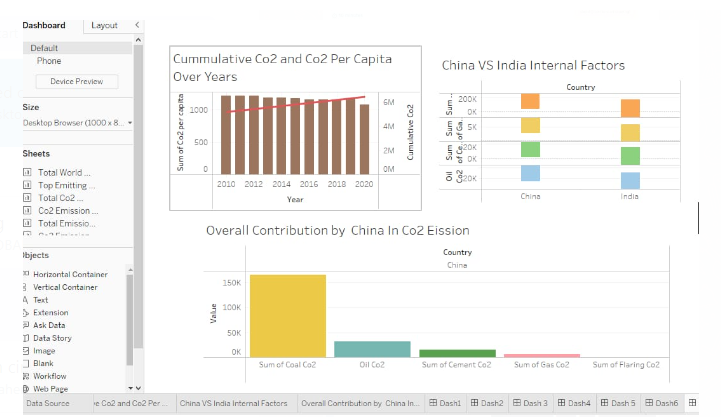 Dashboard Layout <
Default
Phone
Device Preview
Size
Desktop Browser (1000 x 8...
Sheets
Total World ...
Top Emitting ...
Total Co2 ...
Co2 Emission ...
Total Emissio...
Objects
Horizontal Container
Vertical Container
A Text
Extension
Ask Data
Data Story
Image
Blank
Workflow
Web Page
Cummulative Co2 and Co2 Per Capita
Over Years
Sum of Co2 per capita
1000
500
0
6M
4M
2M
0M
Cumulative Co2
2010 2012 2014 2016 2018 2020
Year
China VS India Internal Factors
Country
Sum ..
200K
0K
Sum of Ga..
5K
Sum of Ce..
20K
0K
Oil Co2
20K
China India
Overall Contribution by China In Co2 Eission
Country
China
Value
150K
100K
50K
0K
Sum of Coal Co2 Oil Co2 Sum of Cement Co2 Sum of Gas Co2 Sum of Flaring Co2
Data Source ve Co2 and Co2 Per ... China VS India Internal Factors Overall Contribution by China In... Dash1 Dash2 Dash 3 Dash4 Dash 5 Dash6